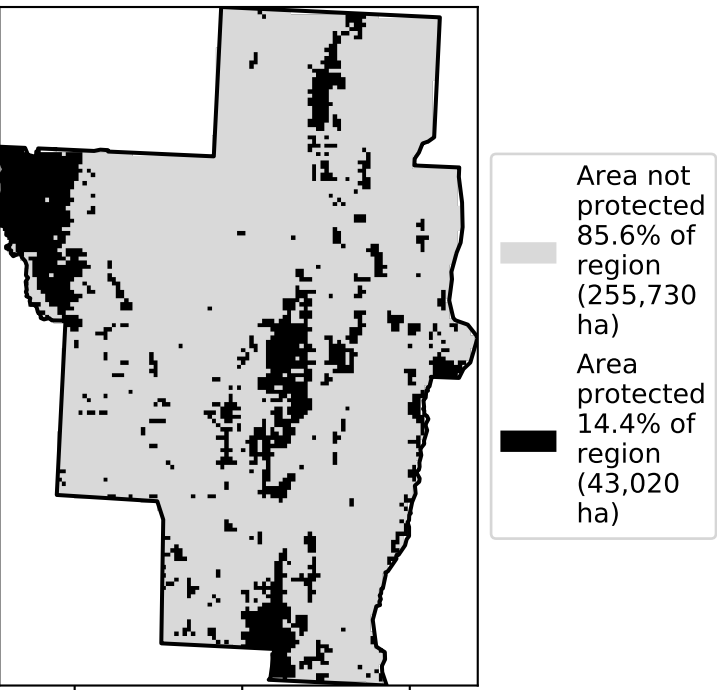 Area not
protected
85.6% of
region
(255,730
ha)
Area
protected
14.4% of
region
(43,020
ha)